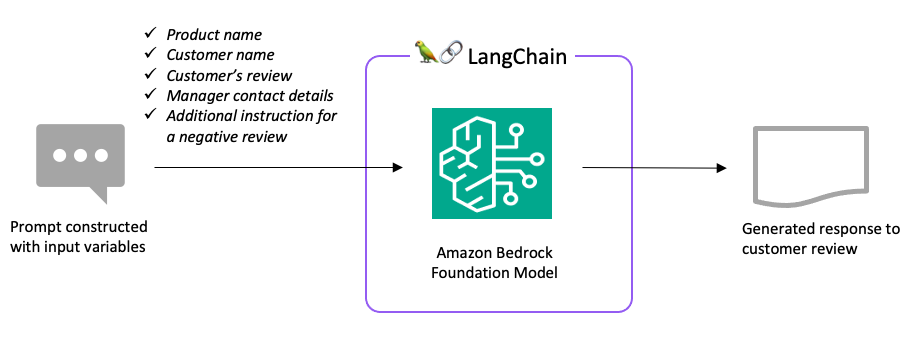 ✓ Product name
✓ Customer name
✓ Customer’s review
✓ Manager contact details
✓ Additional instruction for
a negative review
Prompt constructed
with input variables
🦜🔗 LangChain
Amazon Bedrock
Foundation Model
Generated response to
customer review